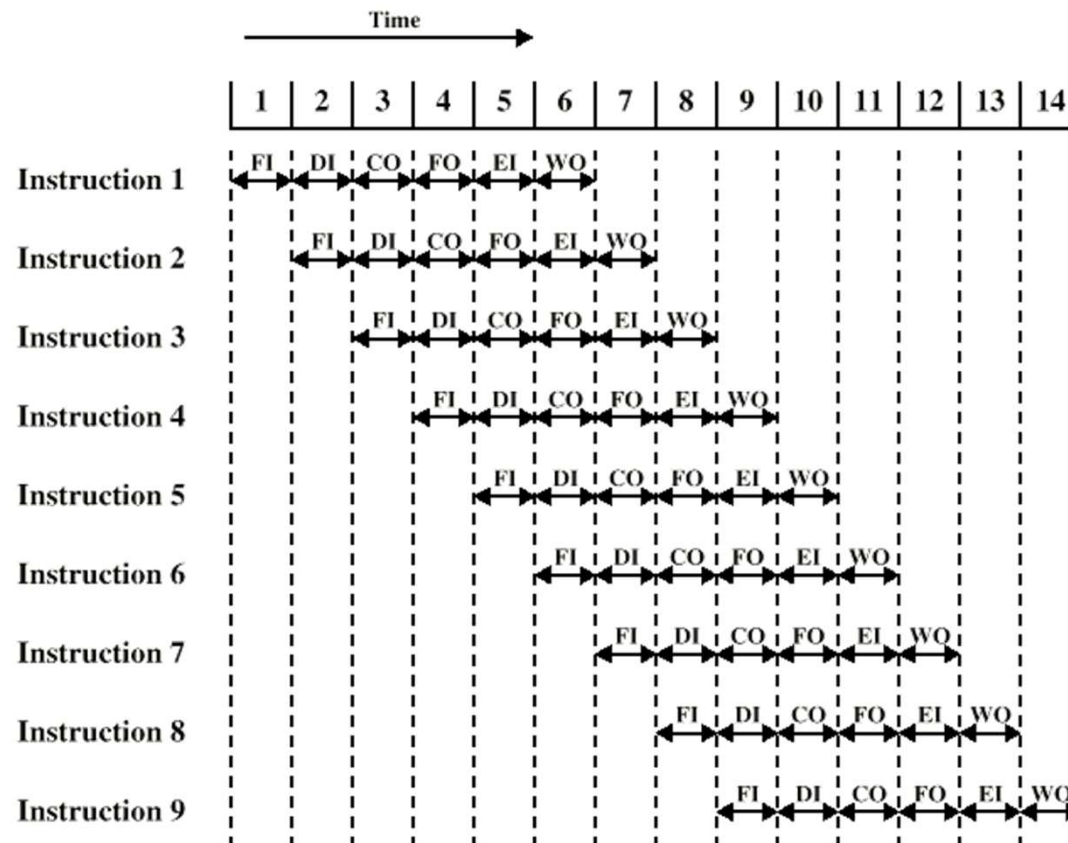 Time
1 2 3 4 5 6 7 8 9 10 11 12 13 14
Instruction 1 FI DI CO FO EI WO
Instruction 2 FI DI CO FO EI WO
Instruction 3 FI DI CO FO EI WO
Instruction 4 FI DI CO FO EI WO
Instruction 5 FI DI CO FO EI WO
Instruction 6 FI DI CO FO EI WO
Instruction 7 FI DI CO FO EI WO
Instruction 8 FI DI CO FO EI WO
Instruction 9 FI DI CO FO EI WO